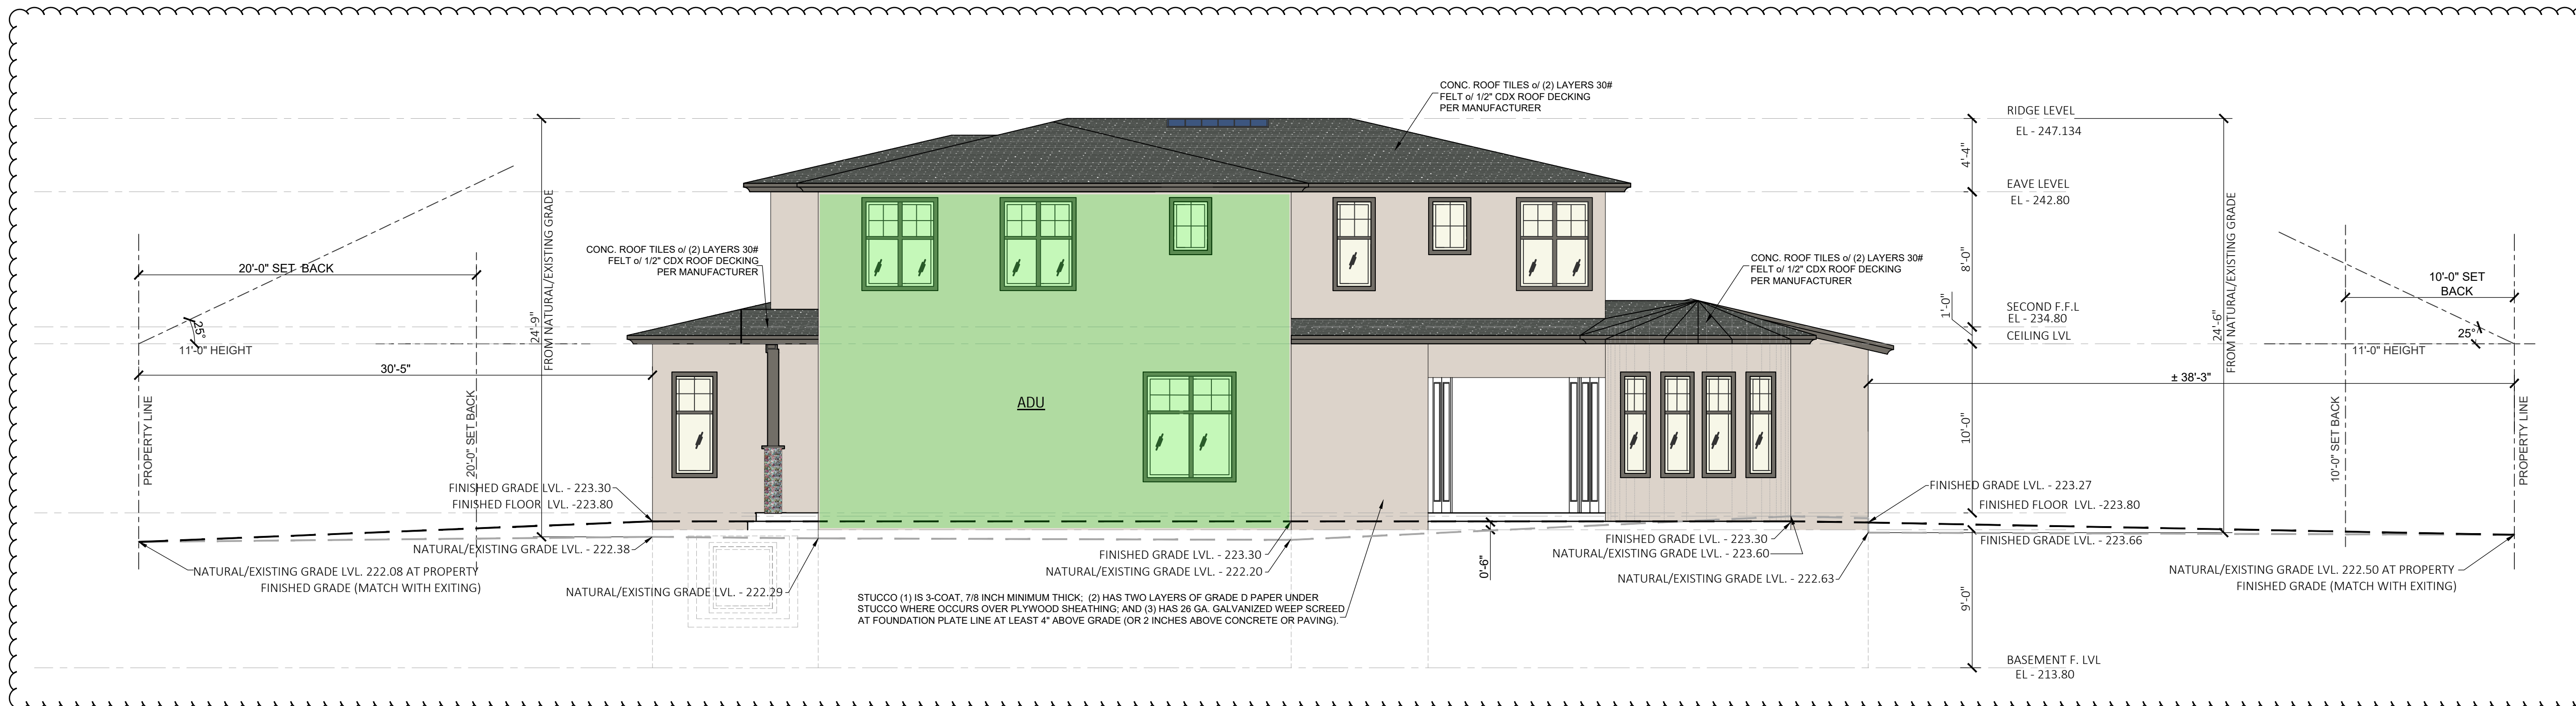 CONC. ROOF TILES o/ (2) LAYERS 30#
FELT o/ 1/2" CDX ROOF DECKING
PER MANUFACTURER
RIDGE LEVEL
EL - 247.134
4'-4"
EAVE LEVEL
EL - 242.80
8'-0"
FROM NATURAL/EXISTING GRADE
24'-9"
CONC. ROOF TILES o/ (2) LAYERS 30#
FELT o/ 1/2" CDX ROOF DECKING
PER MANUFACTURER
CONC. ROOF TILES o/ (2) LAYERS 30#
FELT o/ 1/2" CDX ROOF DECKING
PER MANUFACTURER
20'-0" SET BACK
10'-0" SET
BACK
SECOND F.F.L
EL - 234.80
1'-0"
CEILING LVL
FROM NATURAL/EXISTING GRADE
24'-6"
25°
11'-0" HEIGHT
25°
11'-0" HEIGHT
30'-5"
± 38'-3"
ADU
PROPERTY LINE
20'-0" SET BACK
10'-0"
10'-0" SET BACK
PROPERTY LINE
FINISHED GRADE LVL. - 223.30
FINISHED FLOOR LVL. -223.80
FINISHED GRADE LVL. - 223.27
FINISHED FLOOR LVL. -223.80
NATURAL/EXISTING GRADE LVL. - 222.38
FINISHED GRADE LVL. - 223.30
NATURAL/EXISTING GRADE LVL. - 222.20
FINISHED GRADE LVL. - 223.30
NATURAL/EXISTING GRADE LVL. - 223.60
FINISHED GRADE LVL. - 223.66
NATURAL/EXISTING GRADE LVL. 222.08 AT PROPERTY
FINISHED GRADE (MATCH WITH EXITING)
NATURAL/EXISTING GRADE LVL. - 222.29
0'-6"
NATURAL/EXISTING GRADE LVL. - 222.63
NATURAL/EXISTING GRADE LVL. 222.50 AT PROPERTY
FINISHED GRADE (MATCH WITH EXITING)
STUCCO (1) IS 3-COAT, 7/8 INCH MINIMUM THICK; (2) HAS TWO LAYERS OF GRADE D PAPER UNDER
STUCCO WHERE OCCURS OVER PLYWOOD SHEATHING; AND (3) HAS 26 GA. GALVANIZED WEEP SCREED
AT FOUNDATION PLATE LINE AT LEAST 4" ABOVE GRADE (OR 2 INCHES ABOVE CONCRETE OR PAVING).
9'-0"
BASEMENT F. LVL
EL - 213.80